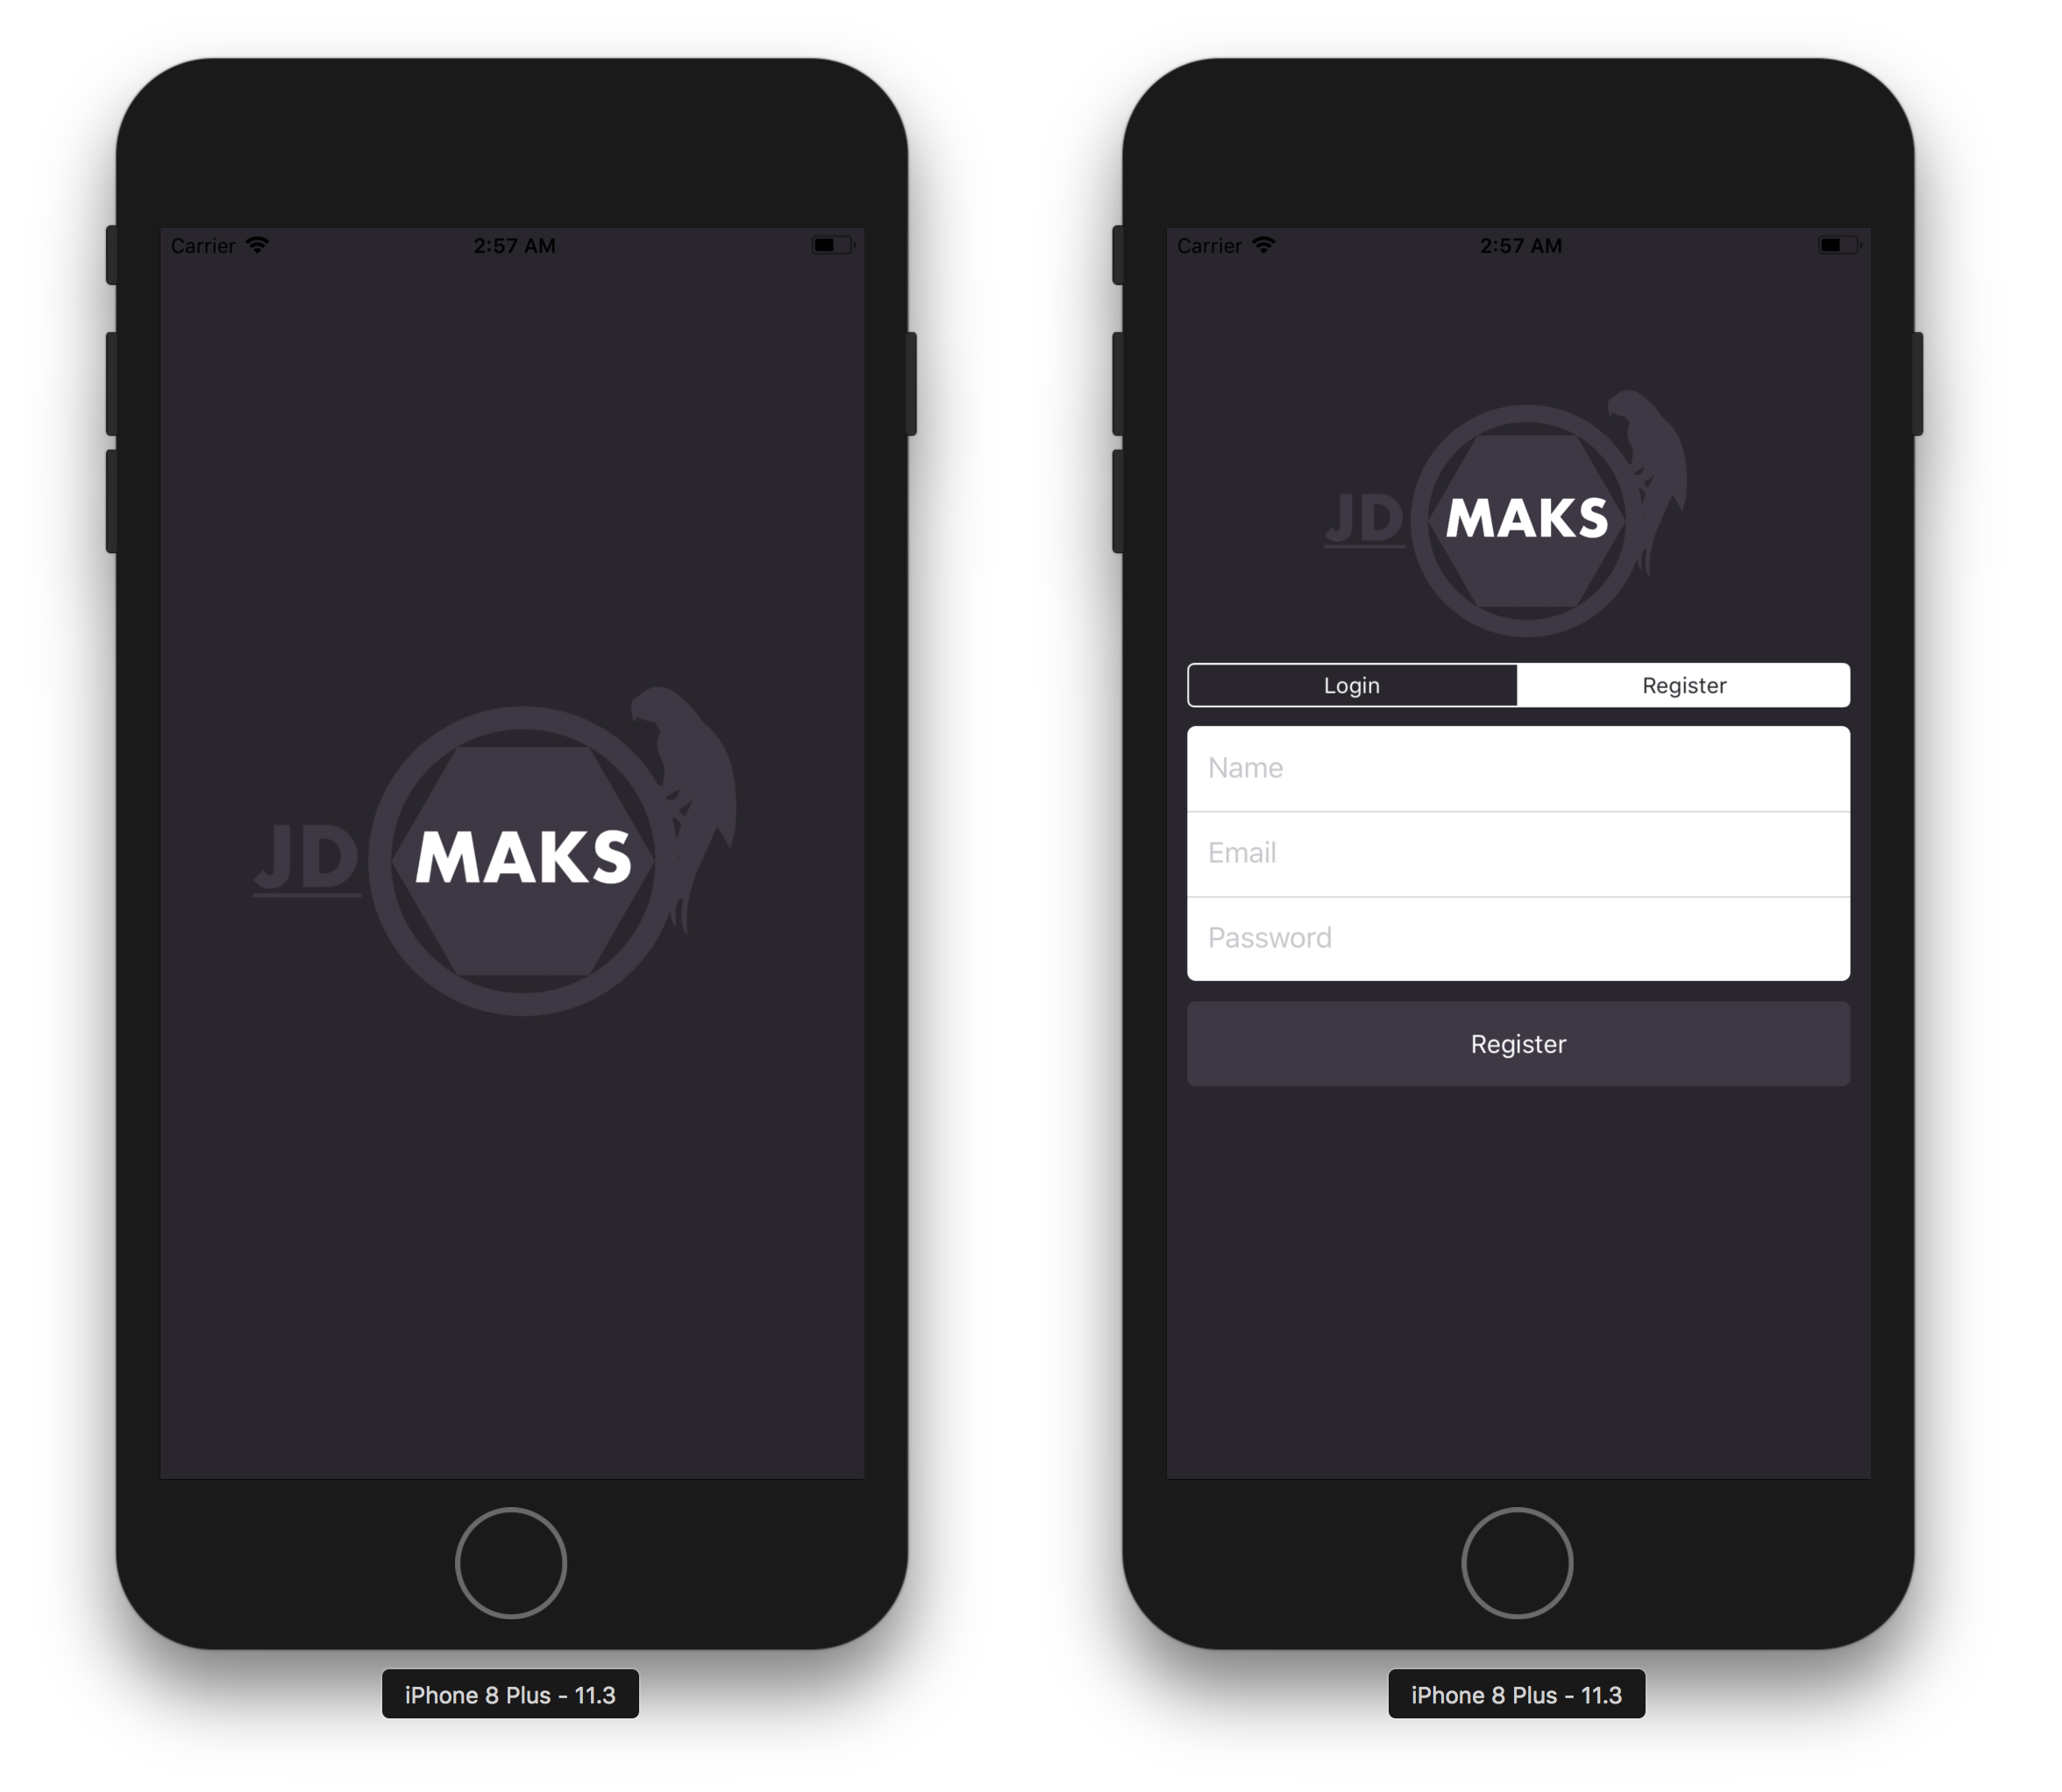 Carrier 2:57 AM
JD MAKS
iPhone 8 Plus - 11.3
Carrier 2:57 AM
JD MAKS
Login Register
Name
Email
Password
Register
iPhone 8 Plus - 11.3